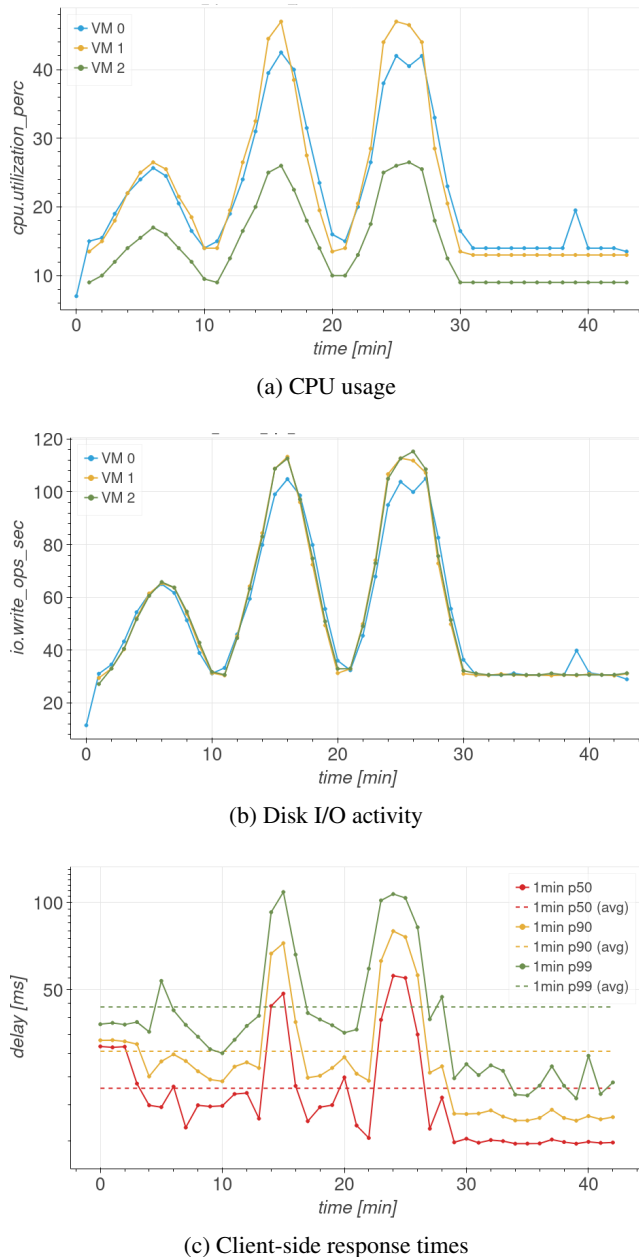 VM 0
VM 1
VM 2
cpu.utilization_perc
40
30
20
10
0
10
20
30
40
time [min]
(a) CPU usage
VM 0
VM 1
VM 2
io.write_ops_sec
120
100
80
60
40
20
0
10
20
30
40
time [min]
(b) Disk I/O activity
1min p50
1min p50 (avg)
1min p90
1min p90 (avg)
1min p99
1min p99 (avg)
delay [ms]
100
50
0
10
20
30
40
time [min]
(c) Client-side response times